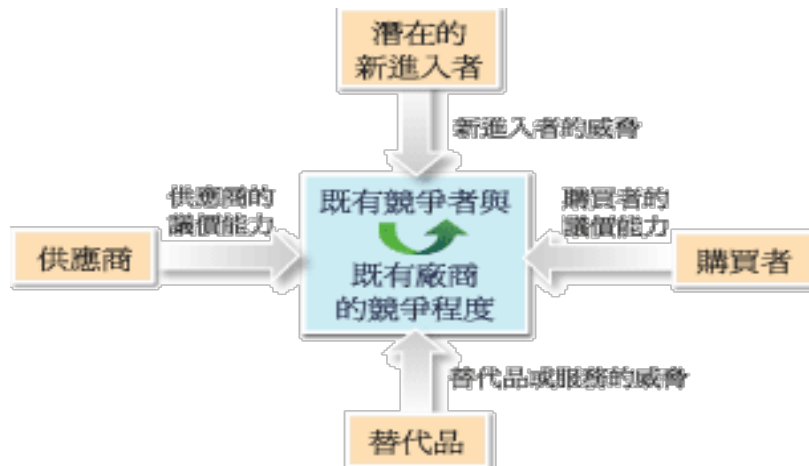 潛在的
新進入者
新進入者的威脅
供應商的
議價能力
既有競爭者與
購買者的
議價能力
供應商
既有廠商
的競爭程度
購買者
替代品或服務的威脅
替代品